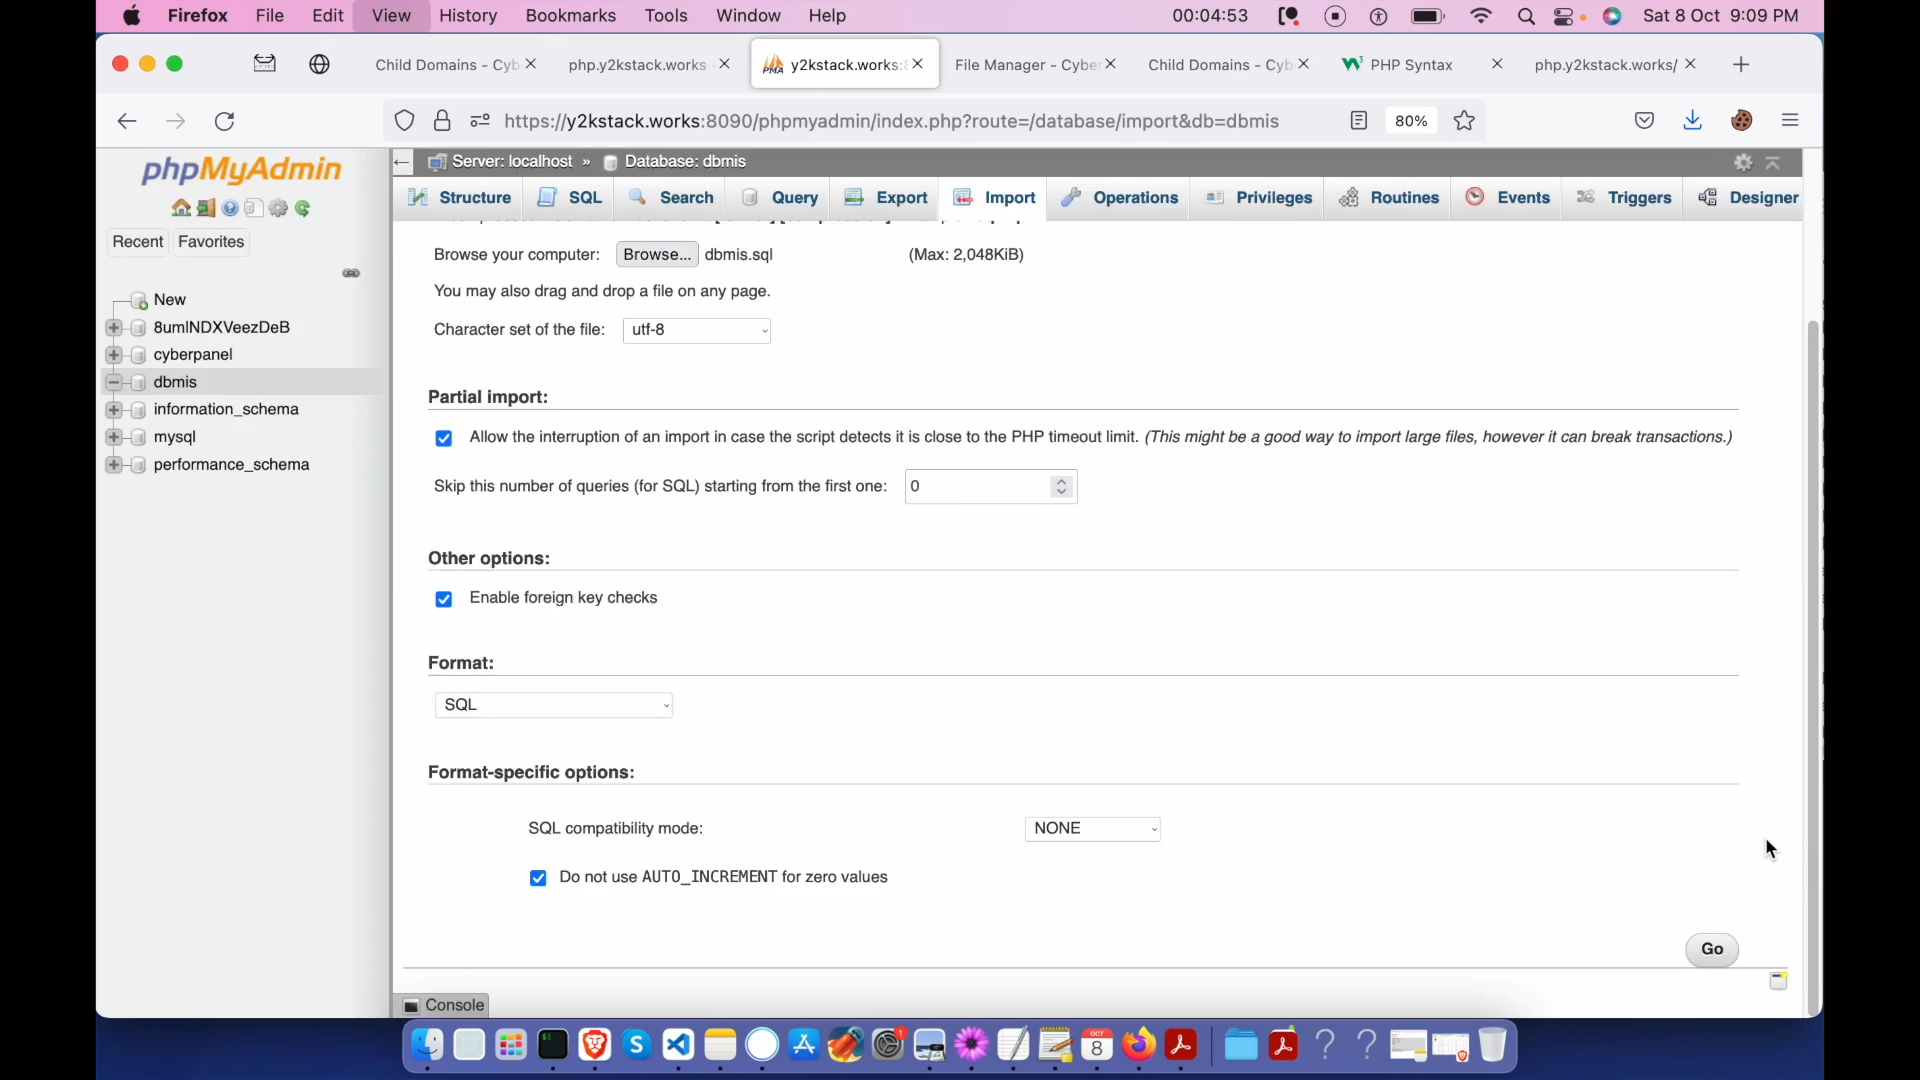 Firefox File Edit View History Bookmarks Tools Window Help 00:04:53 Sat 8 Oct 9:09 PM
Child Domains - Cyb php.y2kstack.works - PMA y2kstack.works:8 File Manager - Cyber Child Domains - Cyb PHP Syntax php.y2kstack.works/
https://y2kstack.works:8090/phpmyadmin/index.php?route=/database/import&db=dbmis 80%
phpMyAdmin
Recent Favorites
New
8umlNDXVeezDeB
cyberpanel
dbmis
information_schema
mysql
performance_schema
Server: localhost » Database: dbmis
Structure SQL Search Query Export Import Operations Privileges Routines Events Triggers Designer
Browse your computer: Browse... dbmis.sql (Max: 2,048KiB)
You may also drag and drop a file on any page.
Character set of the file: utf-8
Partial import:
Allow the interruption of an import in case the script detects it is close to the PHP timeout limit. (This might be a good way to import large files, however it can break transactions.)
Skip this number of queries (for SQL) starting from the first one: 0
Other options:
Enable foreign key checks
Format:
SQL
Format-specific options:
SQL compatibility mode: NONE
Do not use AUTO_INCREMENT for zero values
Go
Console
OCT
8
1